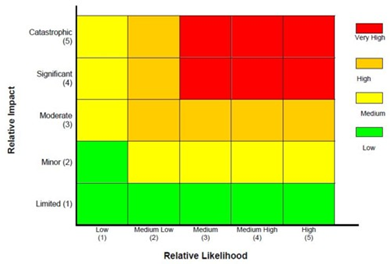 Catastrophic
(5)
Very High
Significant
(4)
High
Relative Impact
Moderate
(3)
Medium
Minor (2)
Low
Limited (1)
Low
(1)
Medium Low
(2)
Medium
(3)
Medium High
(4)
High
(5)
Relative Likelihood